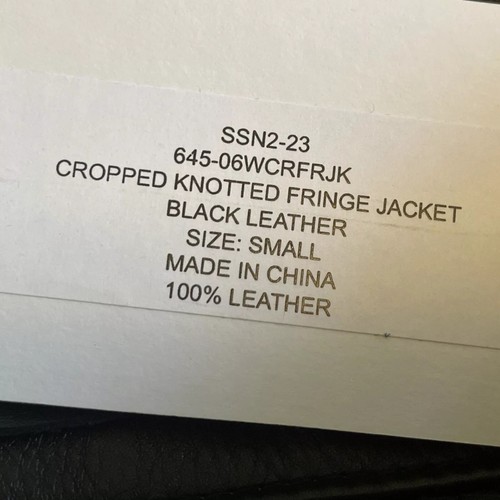 SSN2-23
645-06WCRFRJK
CROPPED KNOTTED FRINGE JACKET
BLACK LEATHER
SIZE: SMALL
MADE IN CHINA
100% LEATHER